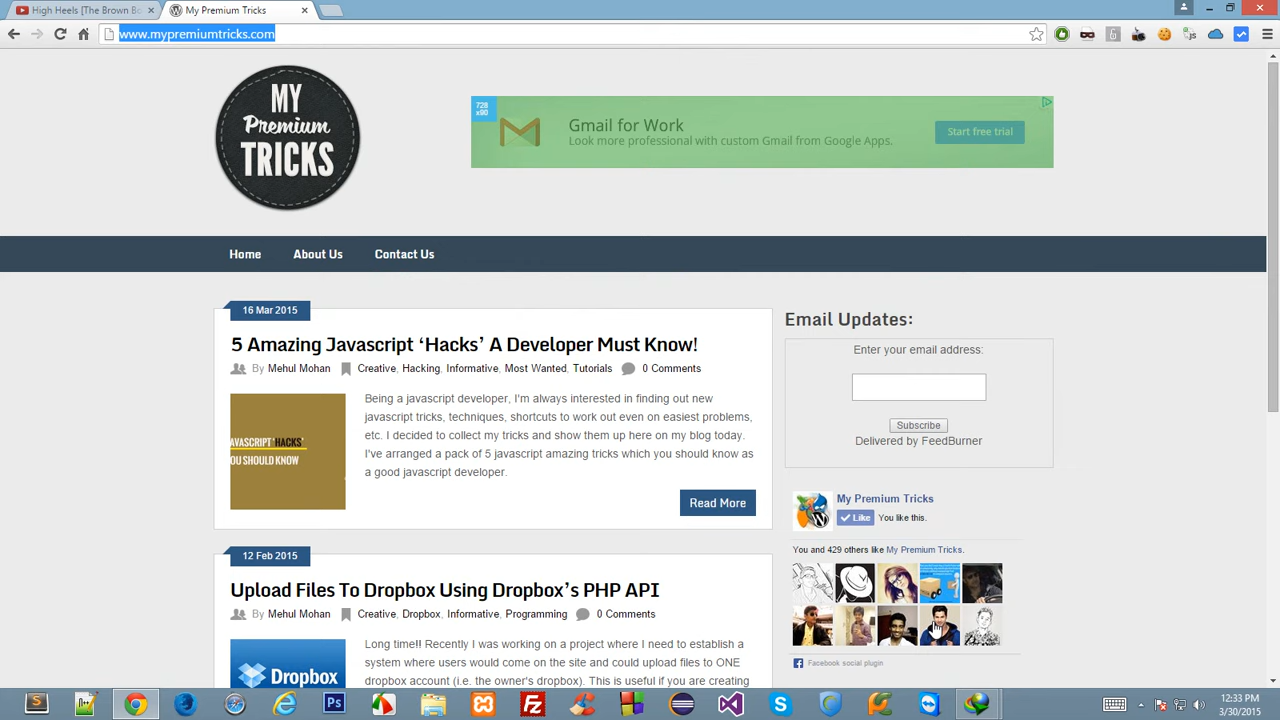 High Heels [The Brown Bo
My Premium Tricks
www.mypremiumtricks.com
MY
Premium
TRICKS
728
x90
Gmail for Work
Look more professional with custom Gmail from Google Apps.
Start free trial
Home
About Us
Contact Us
16 Mar 2015
5 Amazing Javascript ‘Hacks’ A Developer Must Know!
By Mehul Mohan
Creative, Hacking, Informative, Most Wanted, Tutorials
0 Comments
AVASCRIPT 'HACKS'
OU SHOULD KNOW
Being a javascript developer, I'm always interested in finding out new
javascript tricks, techniques, shortcuts to work out even on easiest problems,
etc. I decided to collect my tricks and show them up here on my blog today.
I've arranged a pack of 5 javascript amazing tricks which you should know as
a good javascript developer.
Read More
12 Feb 2015
Upload Files To Dropbox Using Dropbox’s PHP API
By Mehul Mohan
Creative, Dropbox, Informative, Programming
0 Comments
Dropbox
Long time!! Recently I was working on a project where I need to establish a
system where users would come on the site and could upload files to ONE
dropbox account (i.e. the owner's dropbox). This is useful if you are creating
Email Updates:
Enter your email address:
Subscribe
Delivered by FeedBurner
My Premium Tricks
Like
You like this.
You and 429 others like My Premium Tricks.
Facebook social plugin
Ps
Fz
12:33 PM
3/30/2015